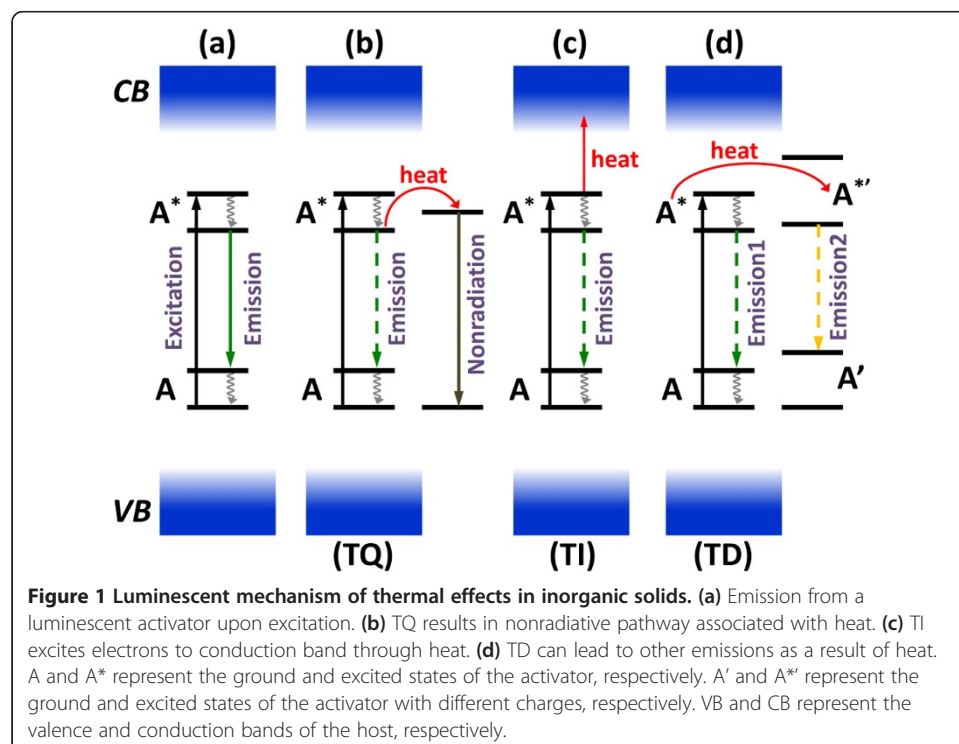 (a) (b) (c) (d)
CB
heat
heat
heat
A* A* A* A* A*′
Excitation
Emission
Emission
Nonradiation
Emission
Emission1
Emission2
A A A A A′
VB
(TQ) (TI) (TD)
Figure 1 Luminescent mechanism of thermal effects in inorganic solids. (a) Emission from a
luminescent activator upon excitation. (b) TQ results in nonradiative pathway associated with heat. (c) TI
excites electrons to conduction band through heat. (d) TD can lead to other emissions as a result of heat.
A and A* represent the ground and excited states of the activator, respectively. A′ and A*′ represent the
ground and excited states of the activator with different charges, respectively. VB and CB represent the
valence and conduction bands of the host, respectively.